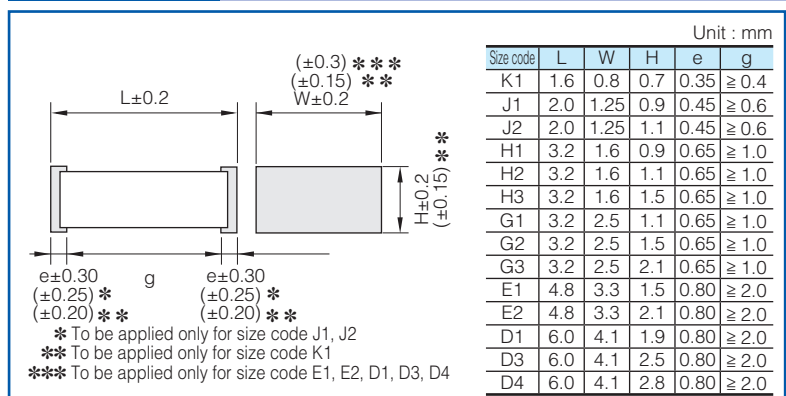 Unit : mm
(±0.3) ✱✱✱
(±0.15) ✱✱
L±0.2
W±0.2
H±0.2
(±0.15) ✱✱
e±0.30
g
e±0.30
(±0.25) ✱
(±0.25) ✱
(±0.20) ✱✱
(±0.20) ✱✱
✱ To be applied only for size code J1, J2
✱✱ To be applied only for size code K1
✱✱✱ To be applied only for size code E1, E2, D1, D3, D4
Size code L W H e g
K1 1.6 0.8 0.7 0.35 ≧ 0.4
J1 2.0 1.25 0.9 0.45 ≧ 0.6
J2 2.0 1.25 1.1 0.45 ≧ 0.6
H1 3.2 1.6 0.9 0.65 ≧ 1.0
H2 3.2 1.6 1.1 0.65 ≧ 1.0
H3 3.2 1.6 1.5 0.65 ≧ 1.0
G1 3.2 2.5 1.1 0.65 ≧ 1.0
G2 3.2 2.5 1.5 0.65 ≧ 1.0
G3 3.2 2.5 2.1 0.65 ≧ 1.0
E1 4.8 3.3 1.5 0.80 ≧ 2.0
E2 4.8 3.3 2.1 0.80 ≧ 2.0
D1 6.0 4.1 1.9 0.80 ≧ 2.0
D3 6.0 4.1 2.5 0.80 ≧ 2.0
D4 6.0 4.1 2.8 0.80 ≧ 2.0